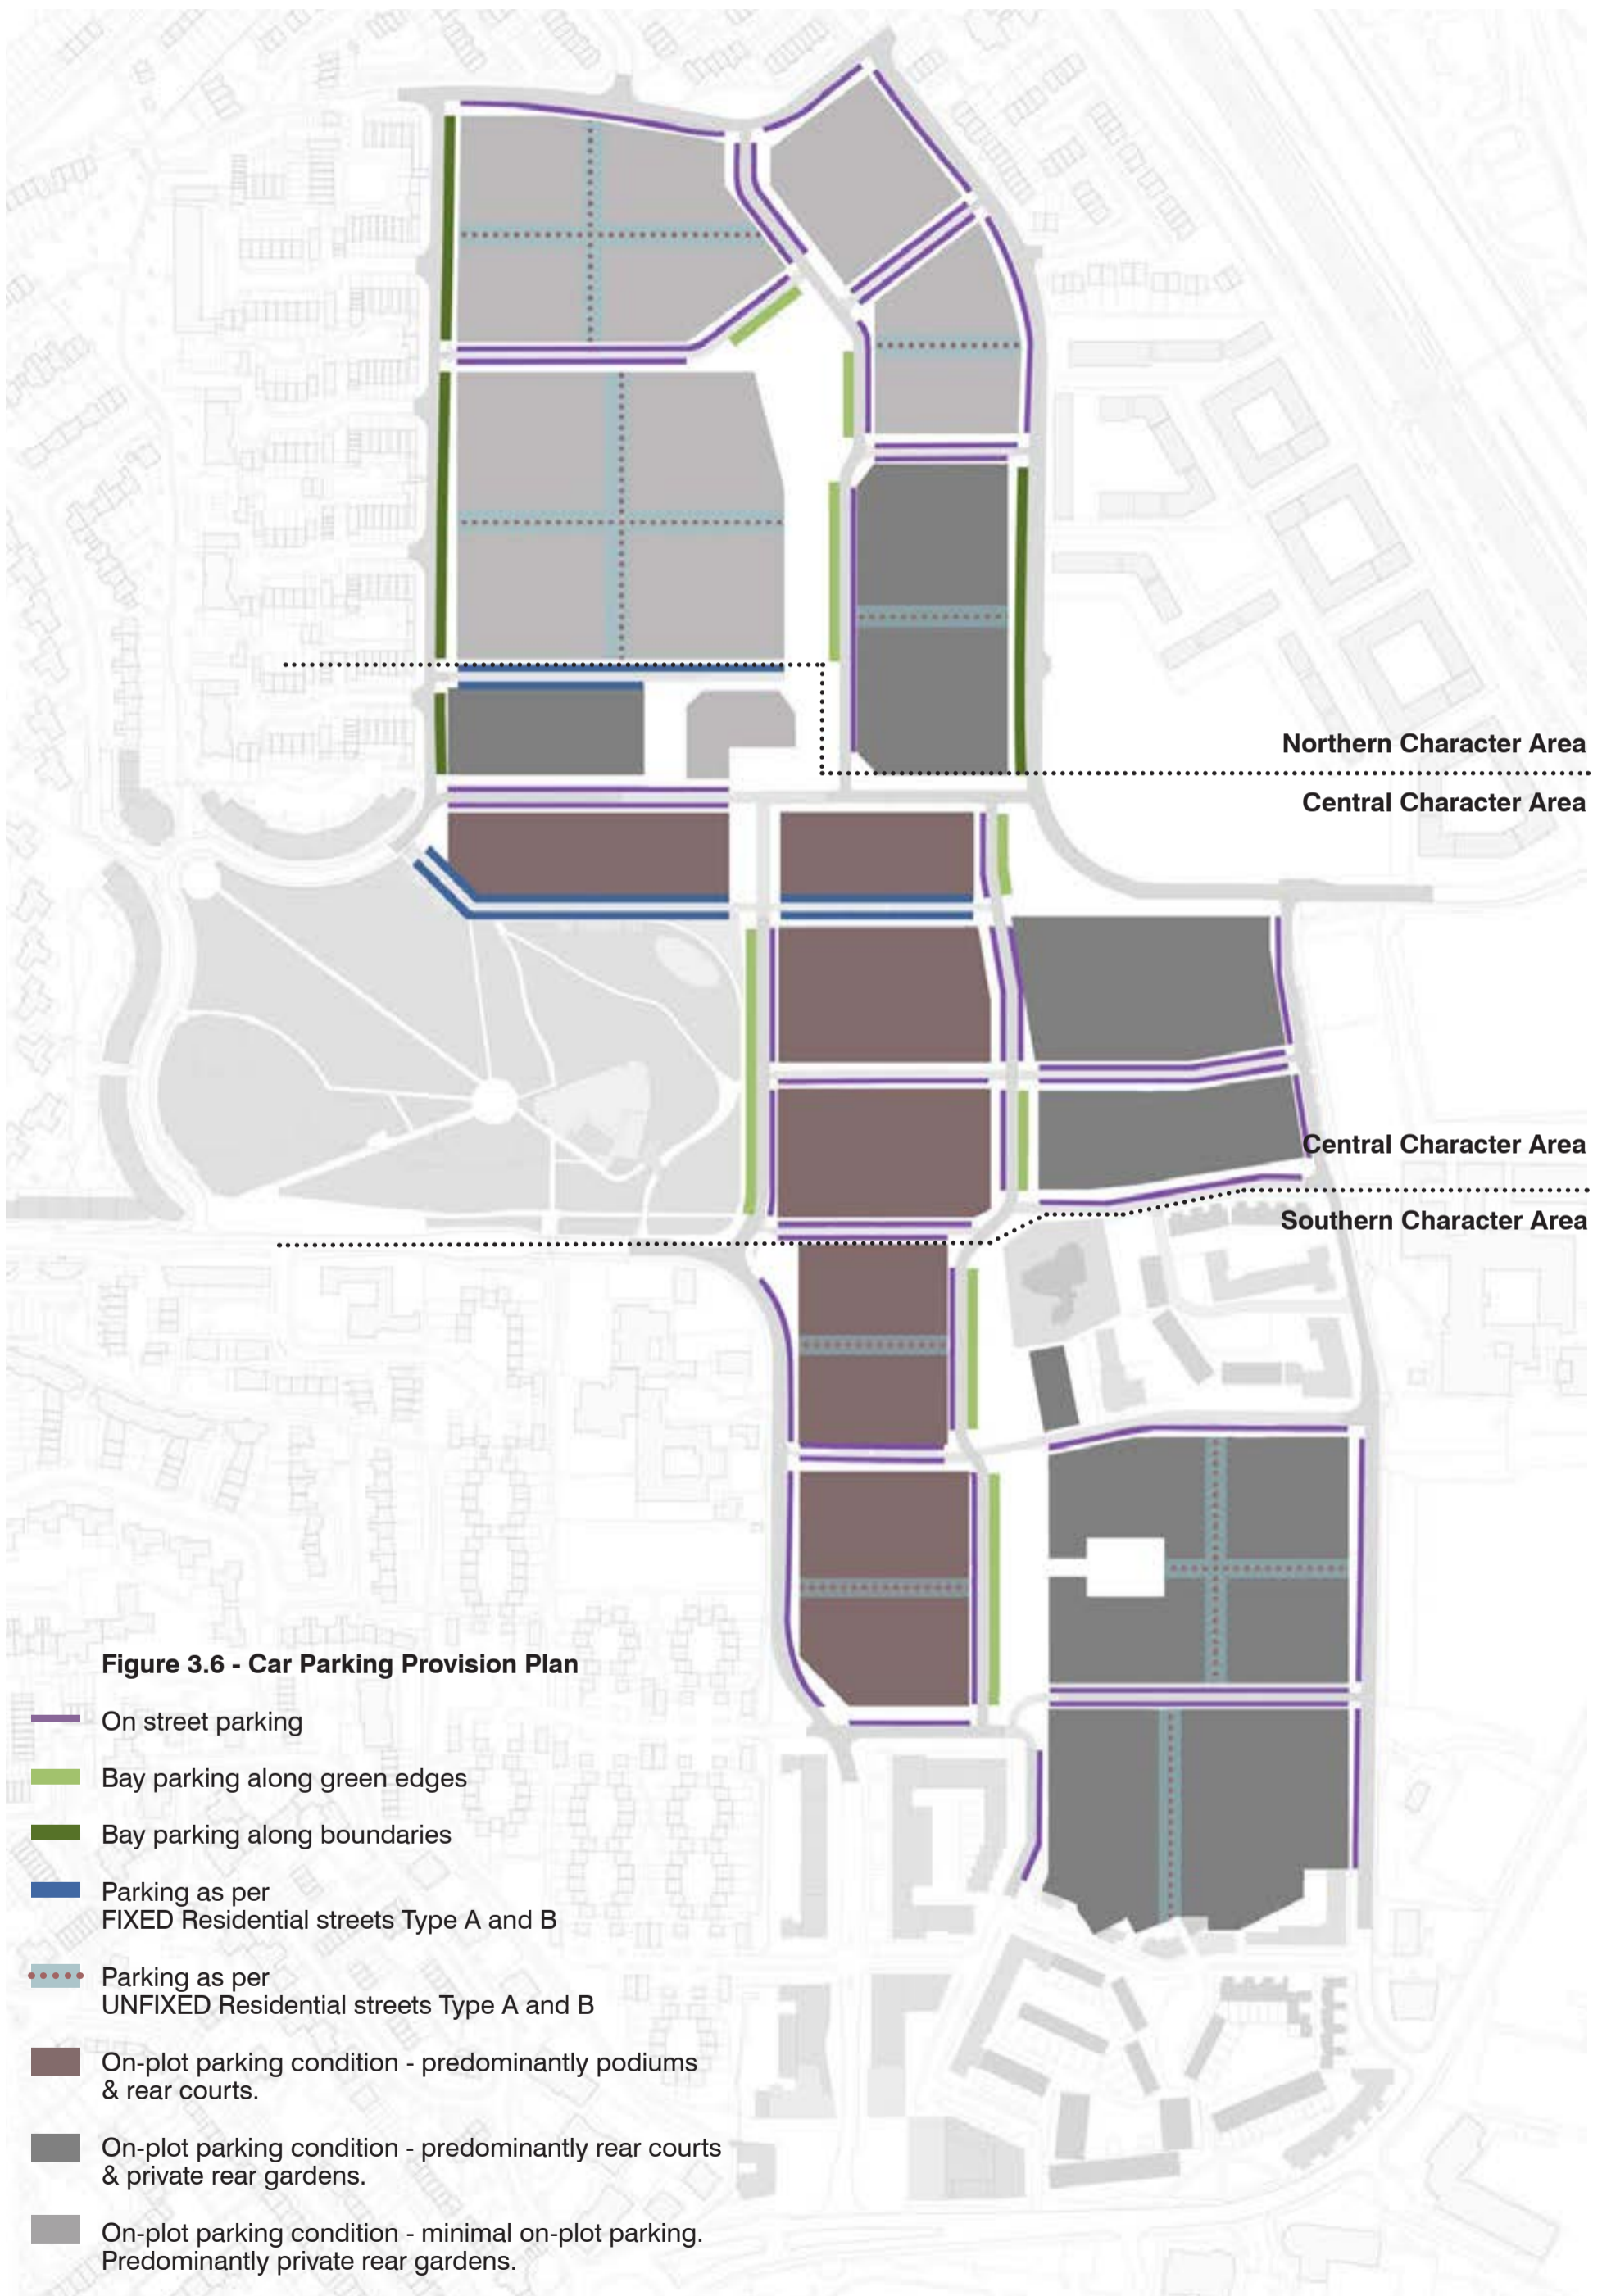 Northern Character Area
Central Character Area
Central Character Area
Southern Character Area
Figure 3.6 - Car Parking Provision Plan
On street parking
Bay parking along green edges
Bay parking along boundaries
Parking as per
FIXED Residential streets Type A and B
Parking as per
UNFIXED Residential streets Type A and B
On-plot parking condition - predominantly podiums
& rear courts.
On-plot parking condition - predominantly rear courts
& private rear gardens.
On-plot parking condition - minimal on-plot parking.
Predominantly private rear gardens.